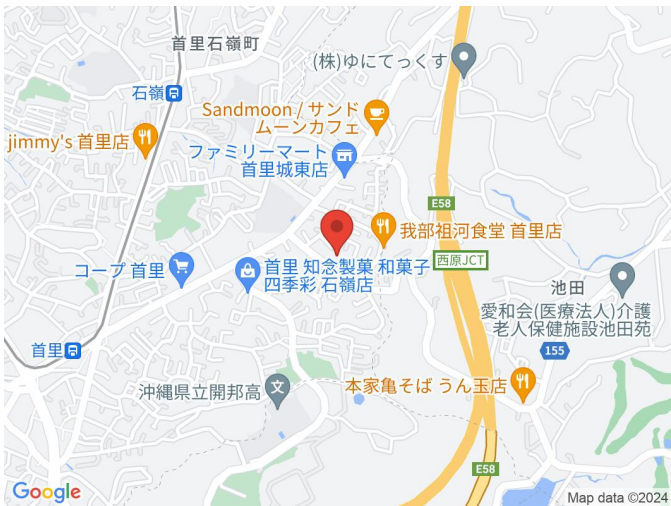 首里石嶺町
(株)ゆにてっくす
石嶺
Sandmoon / サンド
ムーンカフェ
jimmy's 首里店
ファミリーマート
首里城東店
E58
我部祖河食堂 首里店
西原JCT
コープ 首里
首里 知念製菓 和菓子
四季彩 石嶺店
池田
愛和会(医療法人)介護
老人保健施設池田苑
首里
155
沖縄県立開邦高
文
本家亀そば うん玉店
E58
Google
Map data ©2024